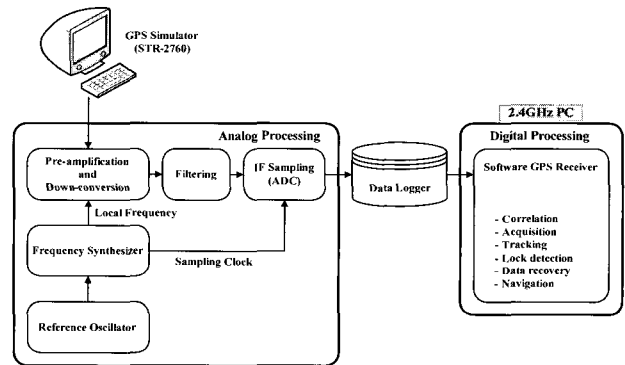 GPS Simulator
(STR-2760)
2.4GHz PC
Analog Processing
Digital Processing
Pre-amplification
and
Down-conversion
Filtering
IF Sampling
(ADC)
Data Logger
Software GPS Receiver
Local Frequency
Frequency Synthesizer
Sampling Clock
Reference Oscillator
- Correlation
- Acquisition
- Tracking
- Lock detection
- Data recovery
- Navigation